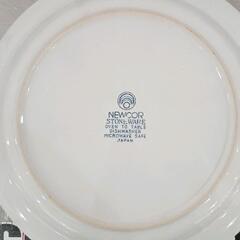 NEWCOR
STONEWARE
OVEN TO TABLE
DISHWASHER
MICROWAVE SAFE
JAPAN